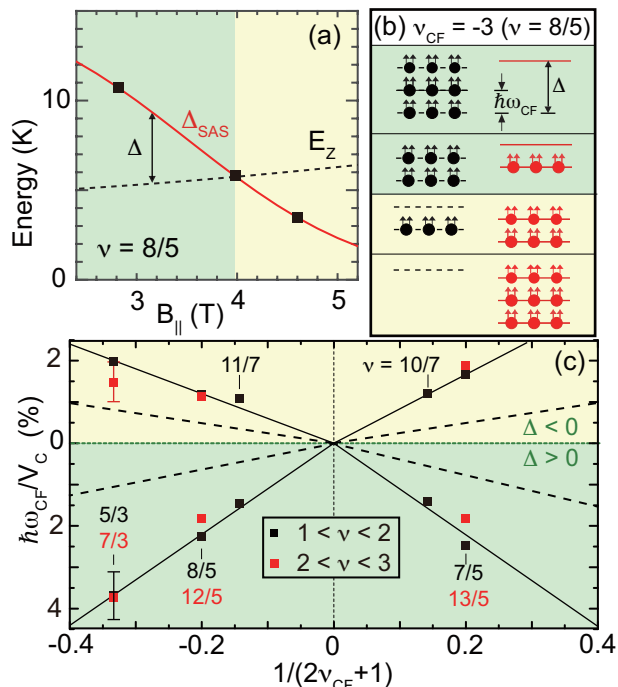 (a)
Energy (K)
10
0
Δ_SAS
Δ
E_Z
ν = 8/5
3
4
5
B_|| (T)
(b) ν_CF = -3 (ν = 8/5)
Δ
ħω_CF
(c)
ħω_CF/V_C (%)
2
0
2
4
11/7
ν = 10/7
Δ < 0
Δ > 0
5/3
7/3
8/5
12/5
1 < ν < 2
2 < ν < 3
7/5
13/5
-0.4
-0.2
0
0.2
0.4
1/(2ν_CF+1)